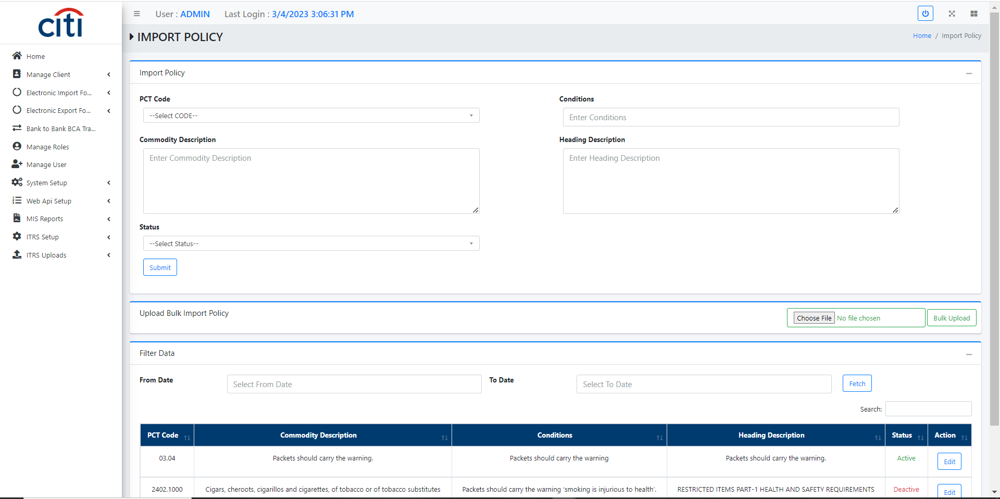 citi
User : ADMIN
Last Login : 3/4/2023 3:06:31 PM
IMPORT POLICY
Home / Import Policy
Home
Manage Client
Electronic Import Fo...
Electronic Export Fo...
Bank to Bank BCA Tra...
Manage Roles
Manage User
System Setup
Web Api Setup
MIS Reports
ITRS Setup
ITRS Uploads
Import Policy
PCT Code
--Select CODE--
Conditions
Enter Conditions
Commodity Description
Enter Commodity Description
Heading Description
Enter Heading Description
Status
--Select Status--
Submit
Upload Bulk Import Policy
Choose File No file chosen
Bulk Upload
Filter Data
From Date
Select From Date
To Date
Select To Date
Fetch
Search:
PCT Code Commodity Description Conditions Heading Description Status Action
03.04 Packets should carry the warning. Packets should carry the warning Packets should carry the warning. Active Edit
2402.1000 Cigars, cheroots, cigarillos and cigarettes, of tobacco or of tobacco substitutes Packets should carry the warning ‘smoking is injurious to health’. RESTRICTED ITEMS PART-1 HEALTH AND SAFETY REQUIREMENTS Deactive Edit